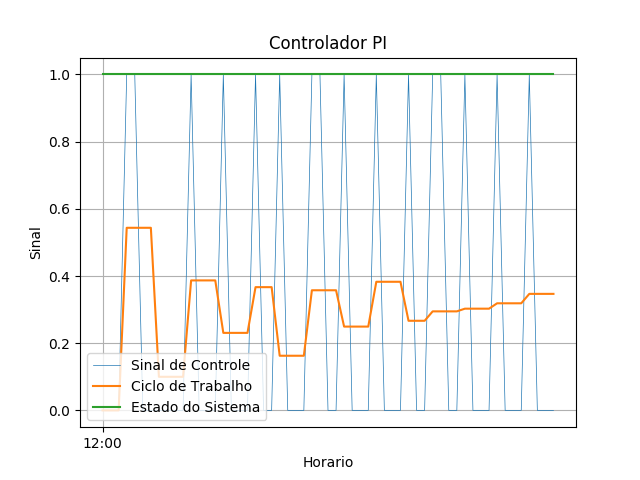 Controlador PI
1.0
0.8
0.6
0.4
0.2
0.0
Sinal
Sinal de Controle
Ciclo de Trabalho
Estado do Sistema
12:00
Horario